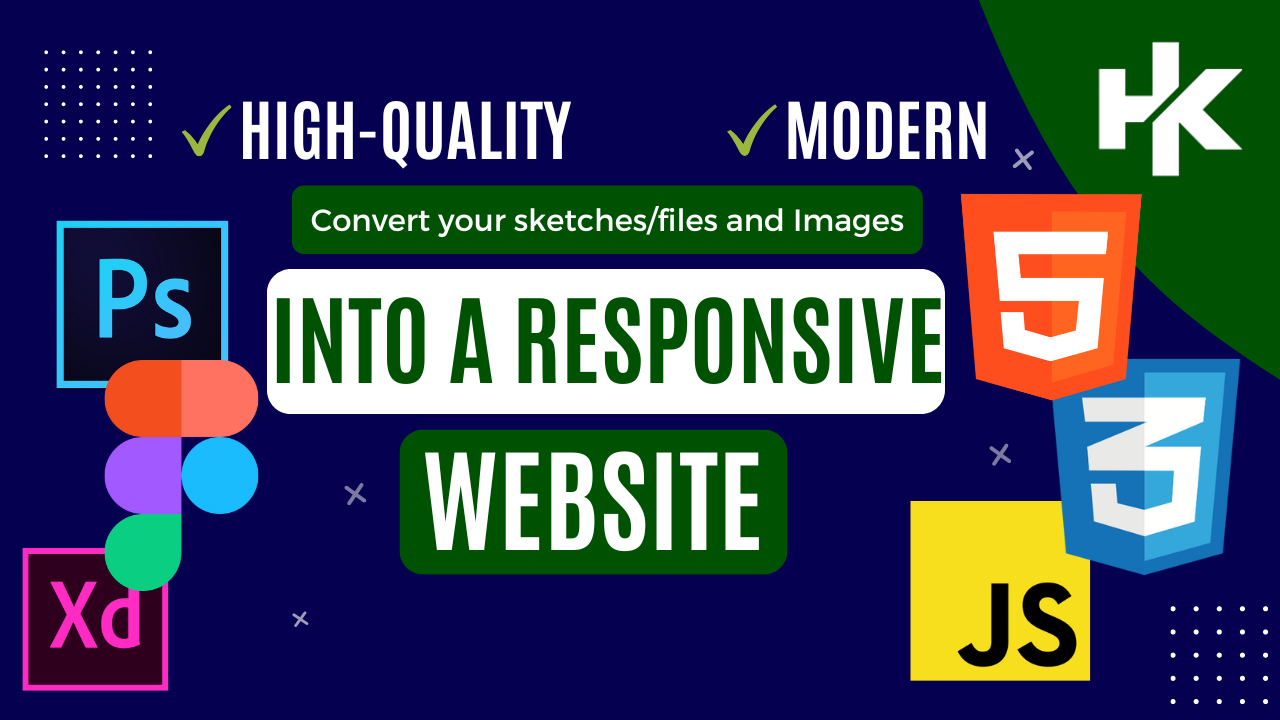 HIGH-QUALITY
MODERN
HK
Convert your sketches/files and Images
INTO A RESPONSIVE
WEBSITE
Ps
Xd
5
3
JS